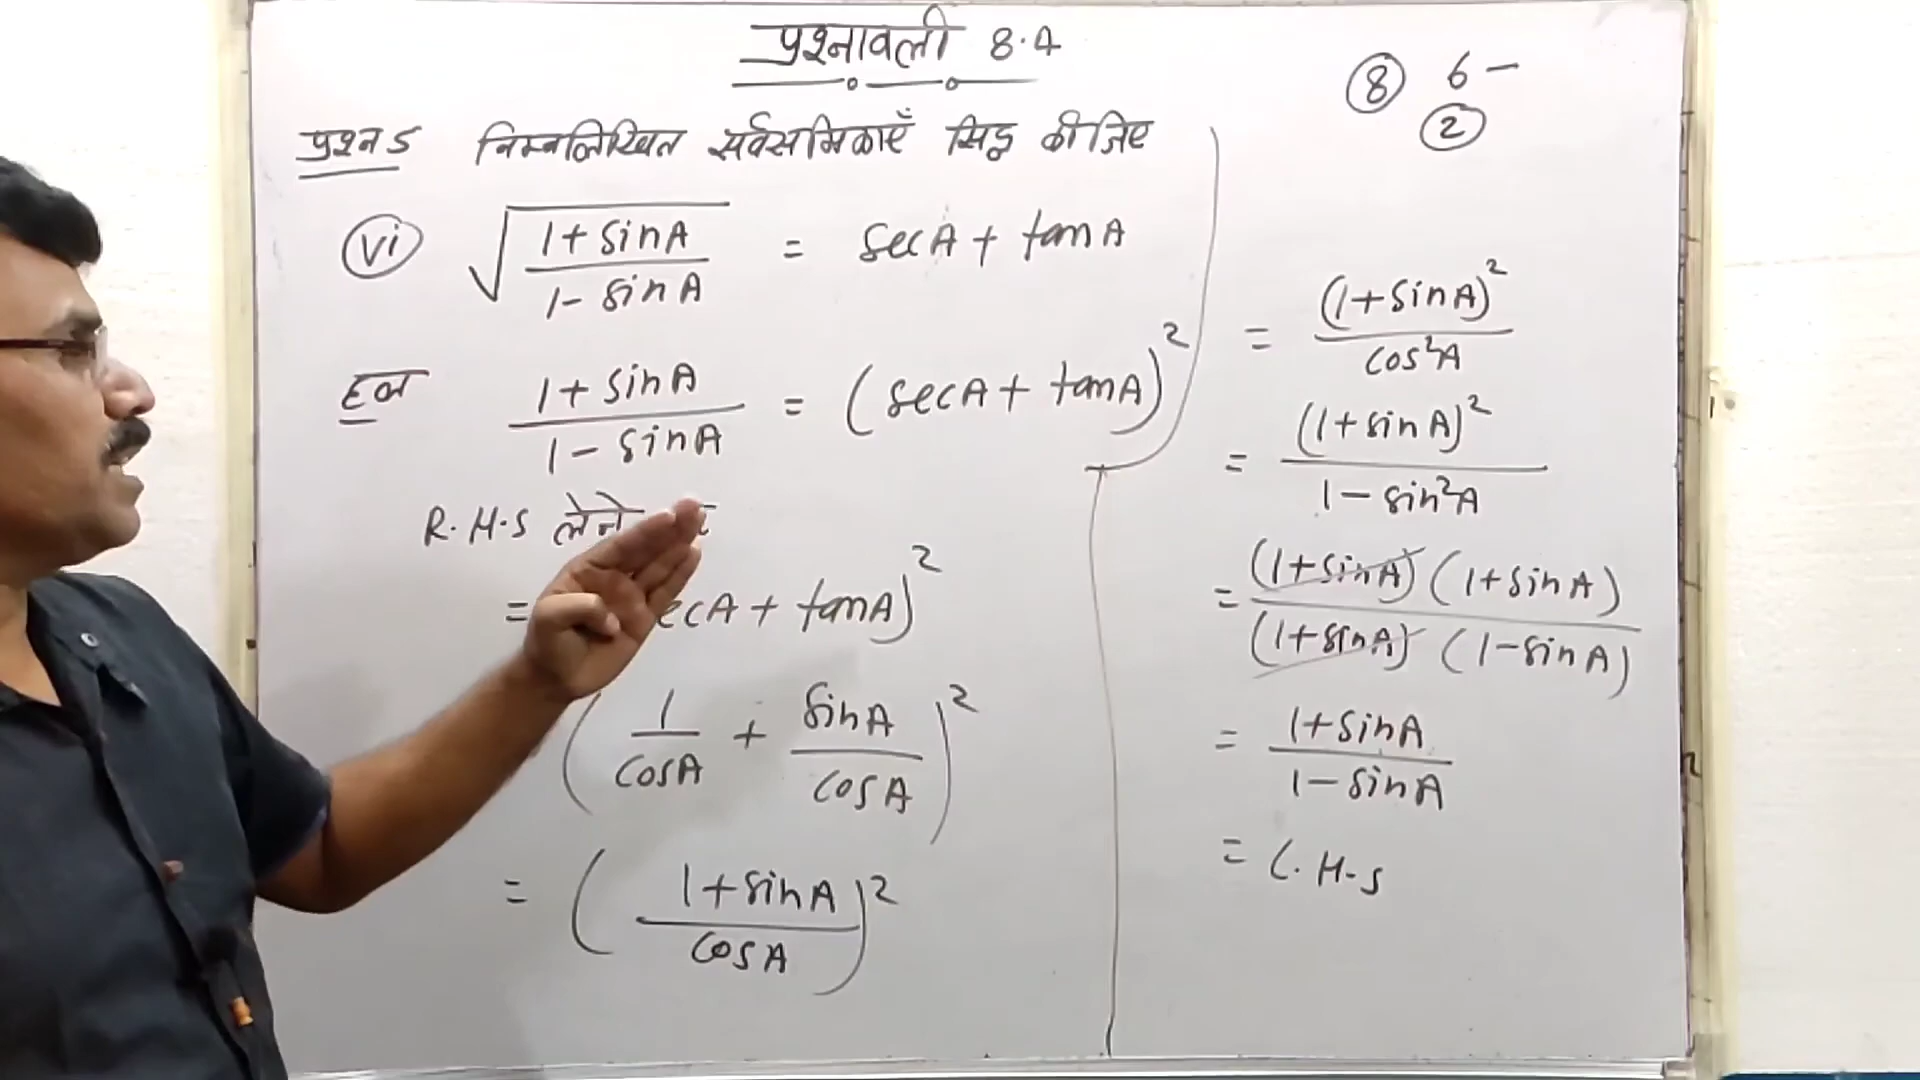 प्रश्नावली 8.4
प्रश्न 5 निम्नलिखित सर्वसमिकाएँ सिद्ध कीजिए
(vi) √((1+sinA)/(1-sinA)) = secA + tanA
हल (1+sinA)/(1-sinA) = (secA + tanA)²
R.H.S लेने
= ecA + tanA)²
(1/cosA + sinA/cosA)²
= ((1+sinA)/cosA)²
(8) 6 –
(2)
= (1+sinA)²/cos²A
= (1+sinA)²/(1-sin²A)
= (1+sinA)(1+sinA)/(1+sinA)(1-sinA)
= (1+sinA)/(1-sinA)
= L.H.S